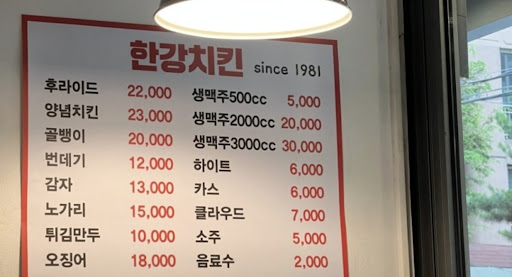 한강치킨 since 1981
후라이드 22,000 생맥주500cc 5,000
양념치킨 23,000 생맥주2000cc 20,000
골뱅이 20,000 생맥주3000cc 30,000
번데기 12,000 하이트 6,000
감자 13,000 카스 6,000
노가리 15,000 클라우드 7,000
튀김만두 10,000 소주 5,000
오징어 18,000 음료수 2,000